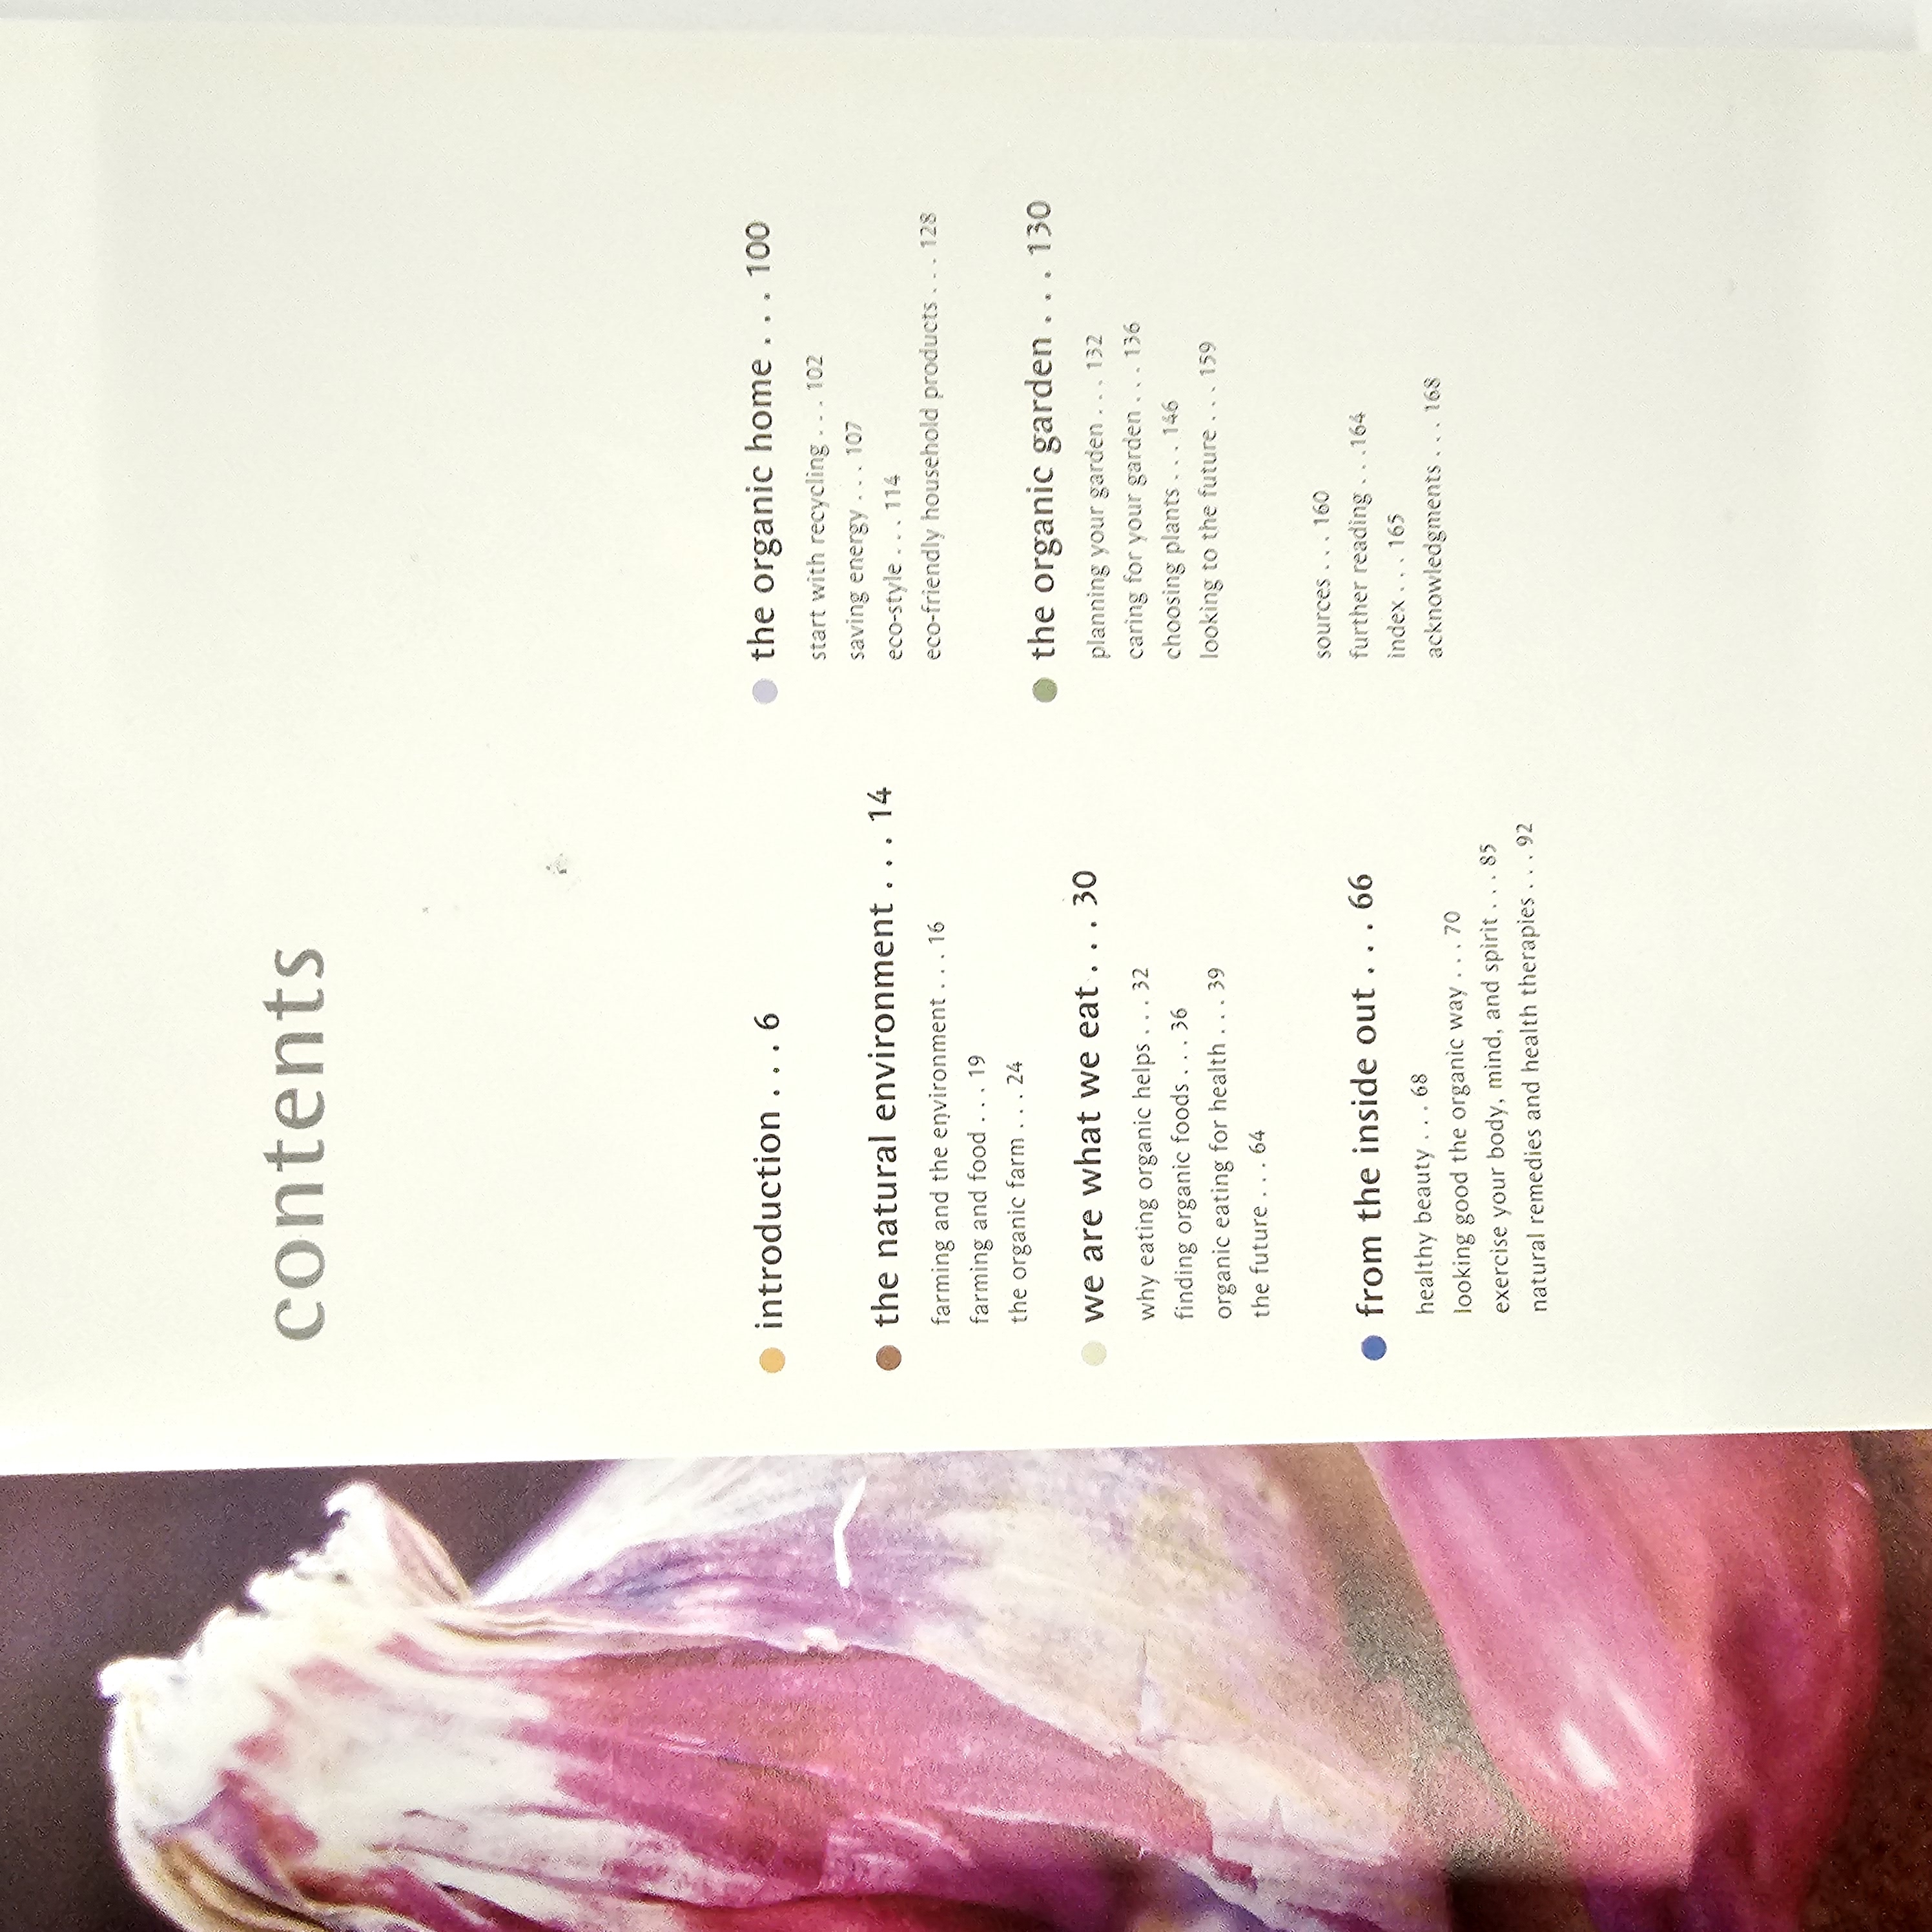 contents
introduction . . . 6
the natural environment . . . 14
farming and the environment . . . 16
farming and food . . . 19
the organic farm . . . 24
we are what we eat . . . 30
why eating organic helps . . . 32
finding organic foods . . . 36
organic eating for health . . . 39
the future . . . 64
from the inside out . . . 66
healthy beauty . . . 68
looking good the organic way . . . 70
exercise your body, mind, and spirit . . . 85
natural remedies and health therapies . . . 92
the organic home . . . 100
start with recycling . . . 102
saving energy . . . 107
eco-style . . . 114
eco-friendly household products . . . 128
the organic garden . . . 130
planning your garden . . . 132
caring for your garden . . . 136
choosing plants . . . 146
looking to the future . . . 159
sources . . . 160
further reading . . .164
index . . . 165
acknowledgments . . . 168